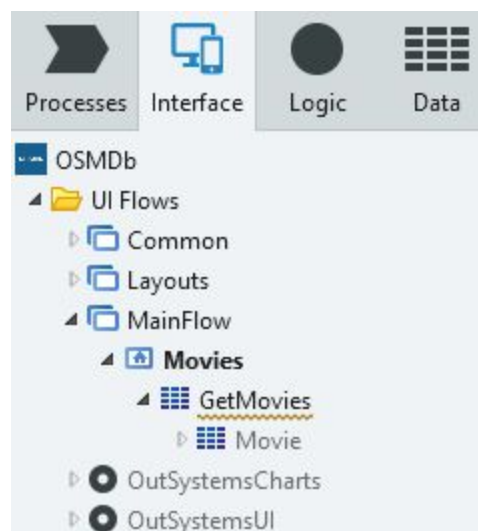 Processes Interface Logic Data
OSMDb
UI Flows
Common
Layouts
MainFlow
Movies
GetMovies
Movie
OutSystemsCharts
OutSystemsUI